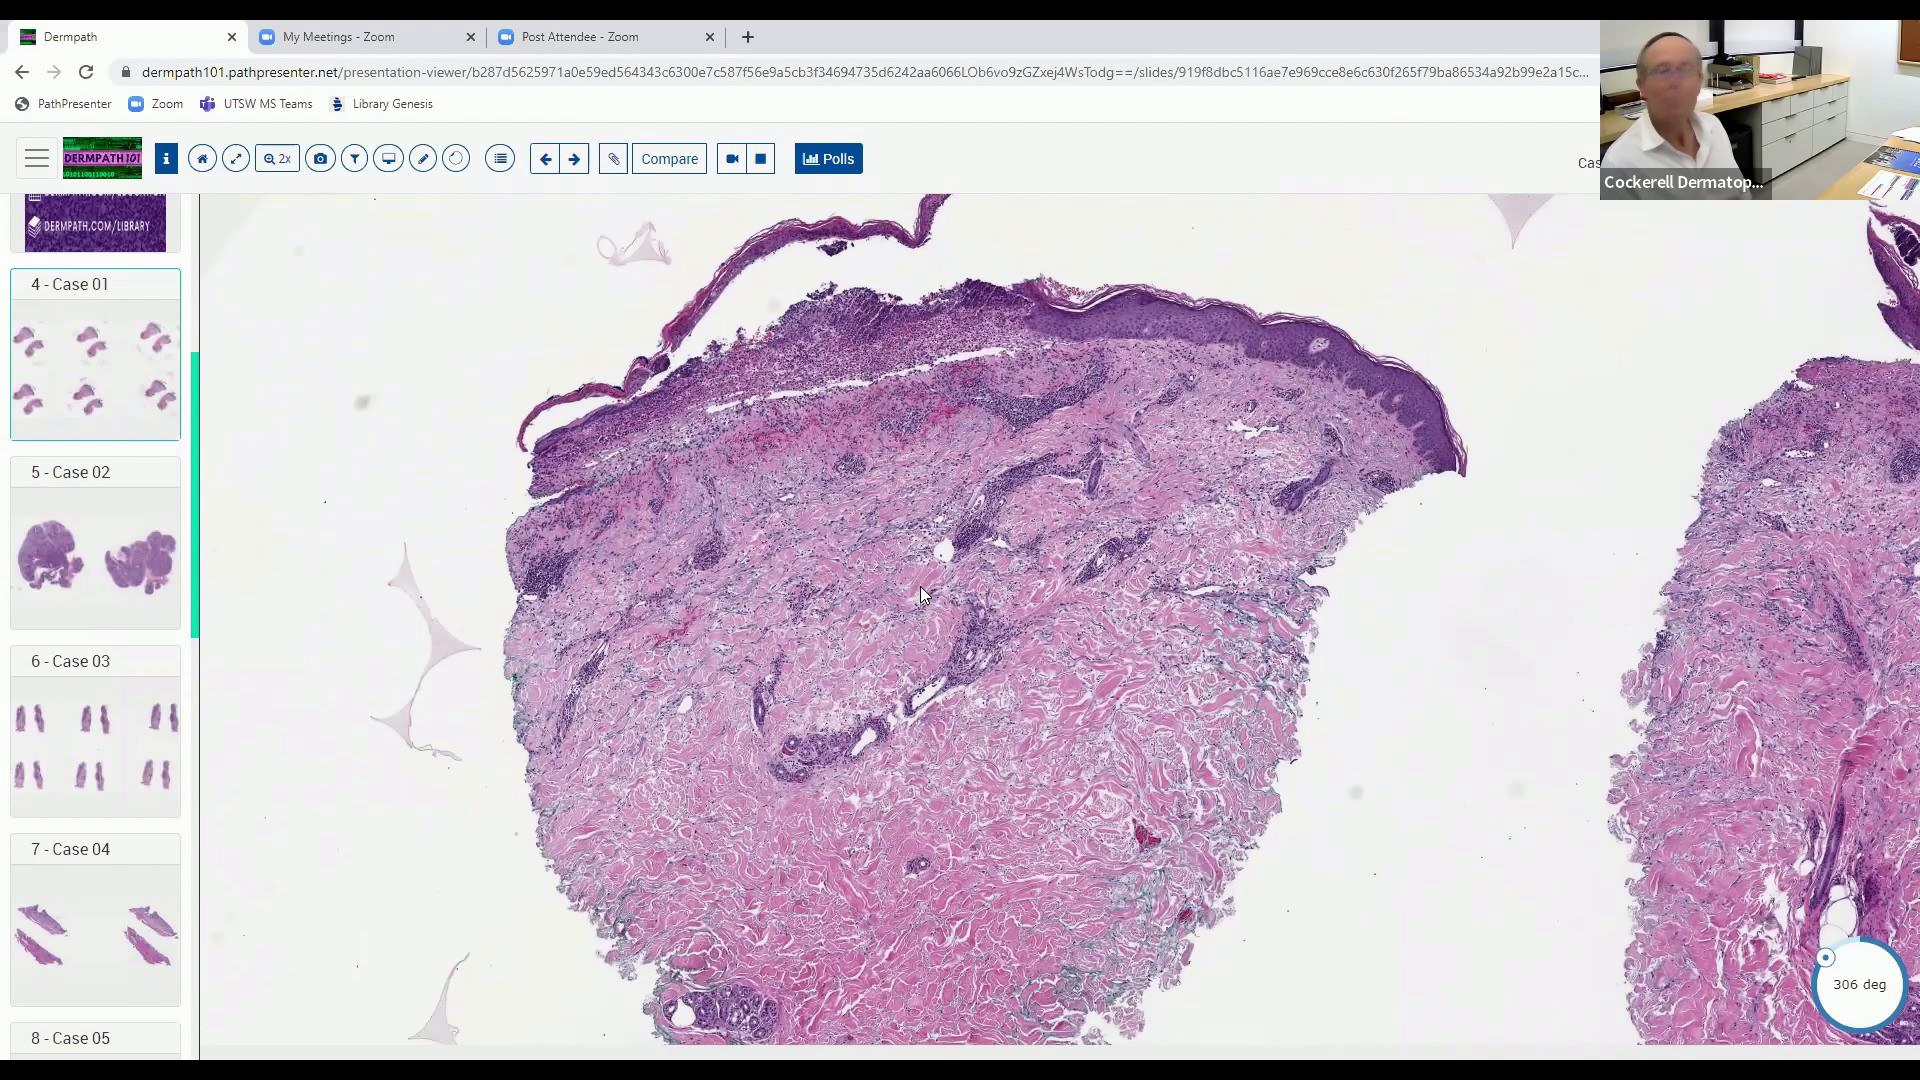 Dermpath
My Meetings - Zoom
Post Attendee - Zoom
dermpath101.pathpresenter.net/presentation-viewer/b287d5625971a0e59ed564343c6300e7c587f56e9a5cb3f34694735d6242aa6066LOb6vo9zGZxej4WsTodg==/slides/919f8dbc5116ae7e969cce8e6c630f265f79ba86534a92b99e2a15c...
PathPresenter
Zoom
UTSW MS Teams
Library Genesis
DERMPATH 101
2x
Compare
Polls
Cas
Cockerell Dermatop...
DERMPATH.COM/LIBRARY
4 - Case 01
5 - Case 02
6 - Case 03
7 - Case 04
8 - Case 05
306 deg